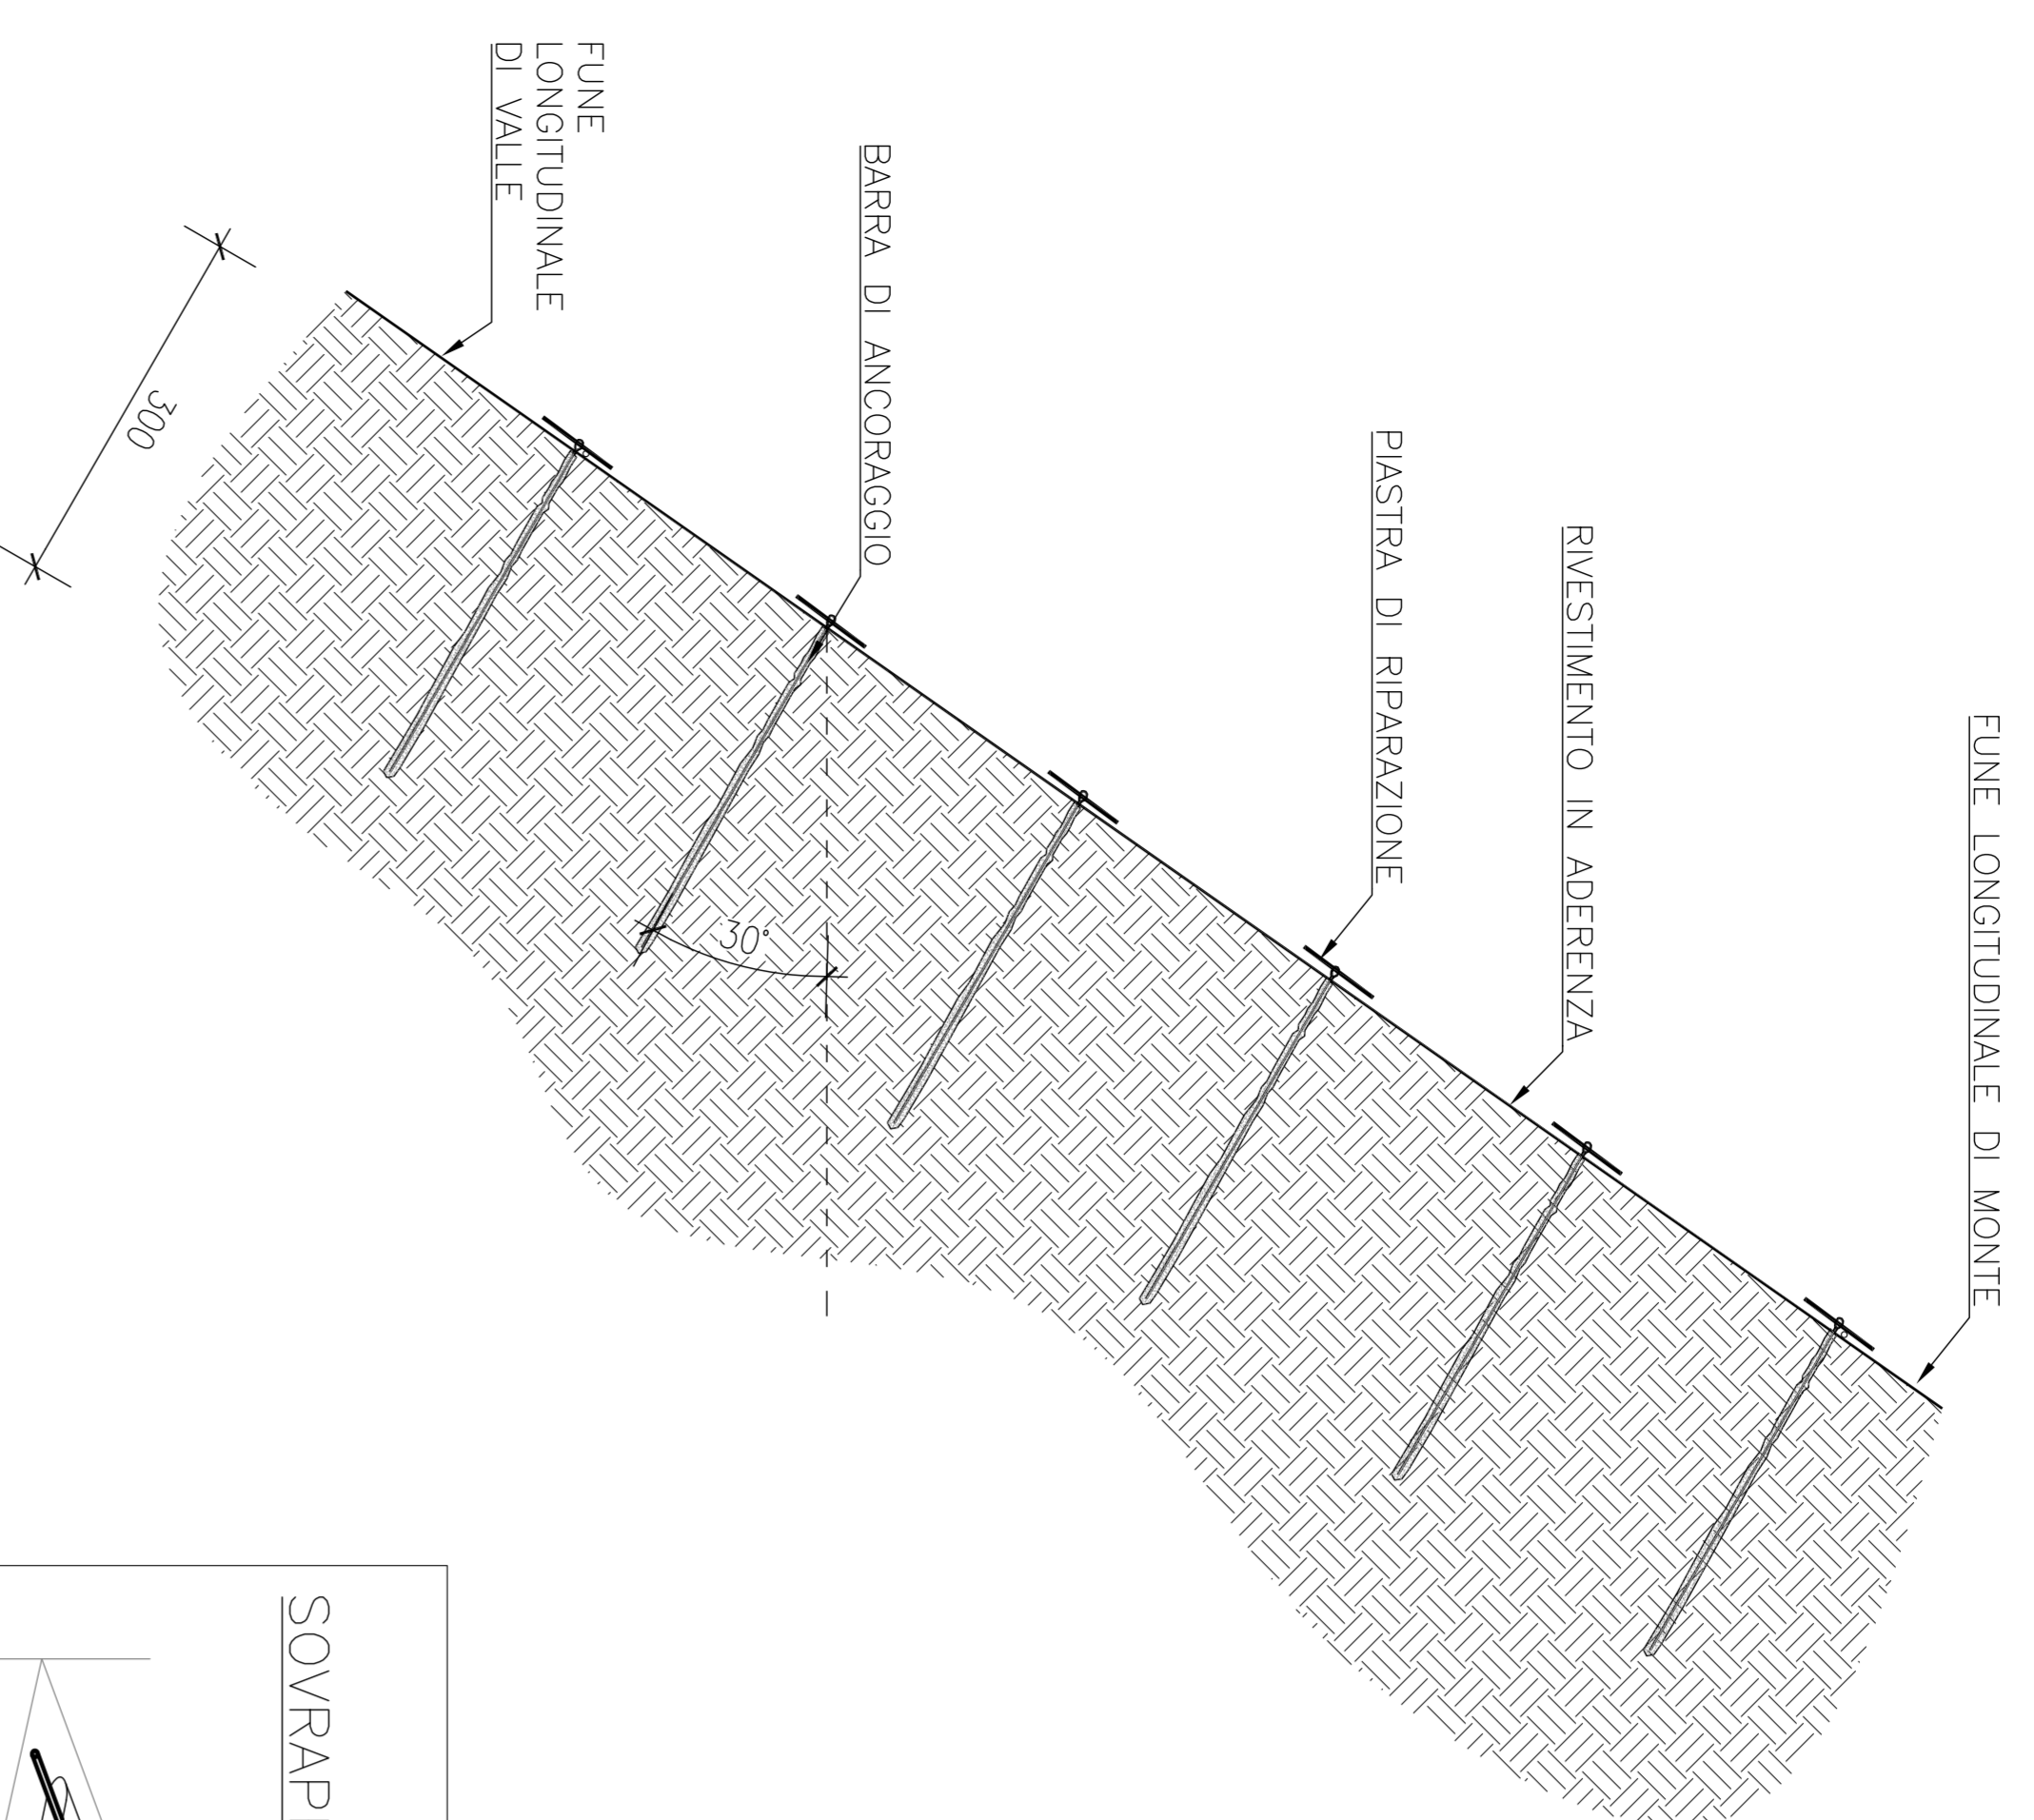 FUNE LONGITUDINALE DI MONTE
RIVESTIMENTO IN ADERENZA
PIASTRA DI RIPARAZIONE
BARRA DI ANCORAGGIO
FUNE
LONGITUDINALE
DI VALLE
30°
300